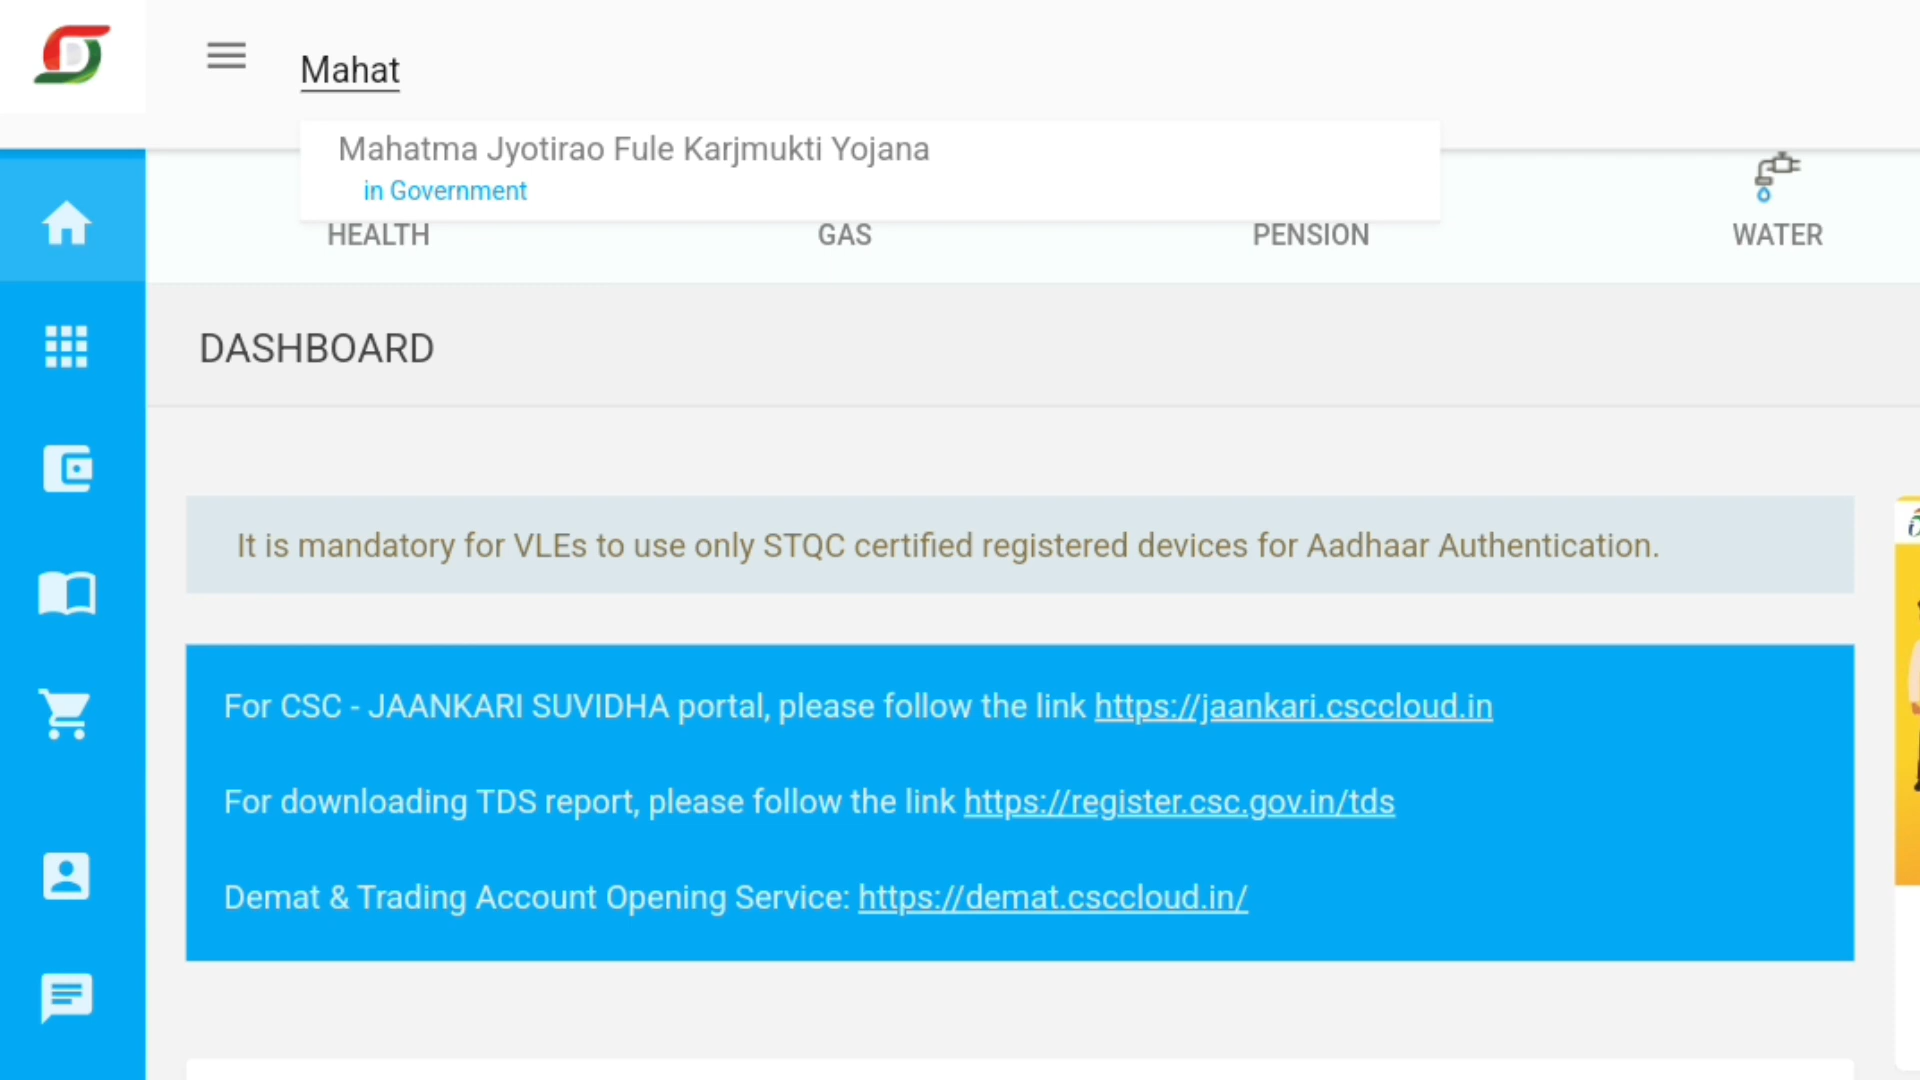 Mahat
Mahatma Jyotirao Fule Karjmukti Yojana
in Government
HEALTH
GAS
PENSION
WATER
DASHBOARD
It is mandatory for VLEs to use only STQC certified registered devices for Aadhaar Authentication.
For CSC - JAANKARI SUVIDHA portal, please follow the link https://jaankari.csccloud.in
For downloading TDS report, please follow the link https://register.csc.gov.in/tds
Demat & Trading Account Opening Service: https://demat.csccloud.in/